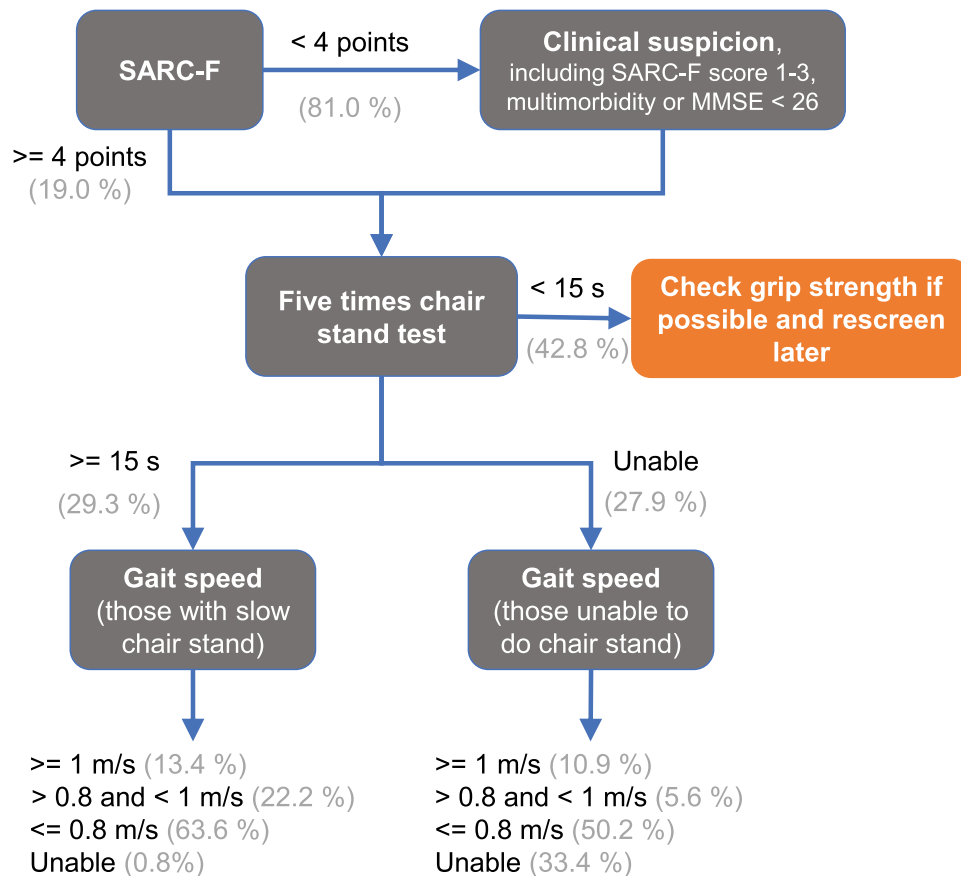 SARC-F
< 4 points
(81.0 %)
Clinical suspicion,
including SARC-F score 1-3,
multimorbidity or MMSE < 26
>= 4 points
(19.0 %)
Five times chair
stand test
< 15 s
(42.8 %)
Check grip strength if
possible and rescreen
later
>= 15 s
(29.3 %)
Unable
(27.9 %)
Gait speed
(those with slow
chair stand)
Gait speed
(those unable to
do chair stand)
>= 1 m/s (13.4 %)
> 0.8 and < 1 m/s (22.2 %)
<= 0.8 m/s (63.6 %)
Unable (0.8%)
>= 1 m/s (10.9 %)
> 0.8 and < 1 m/s (5.6 %)
<= 0.8 m/s (50.2 %)
Unable (33.4 %)